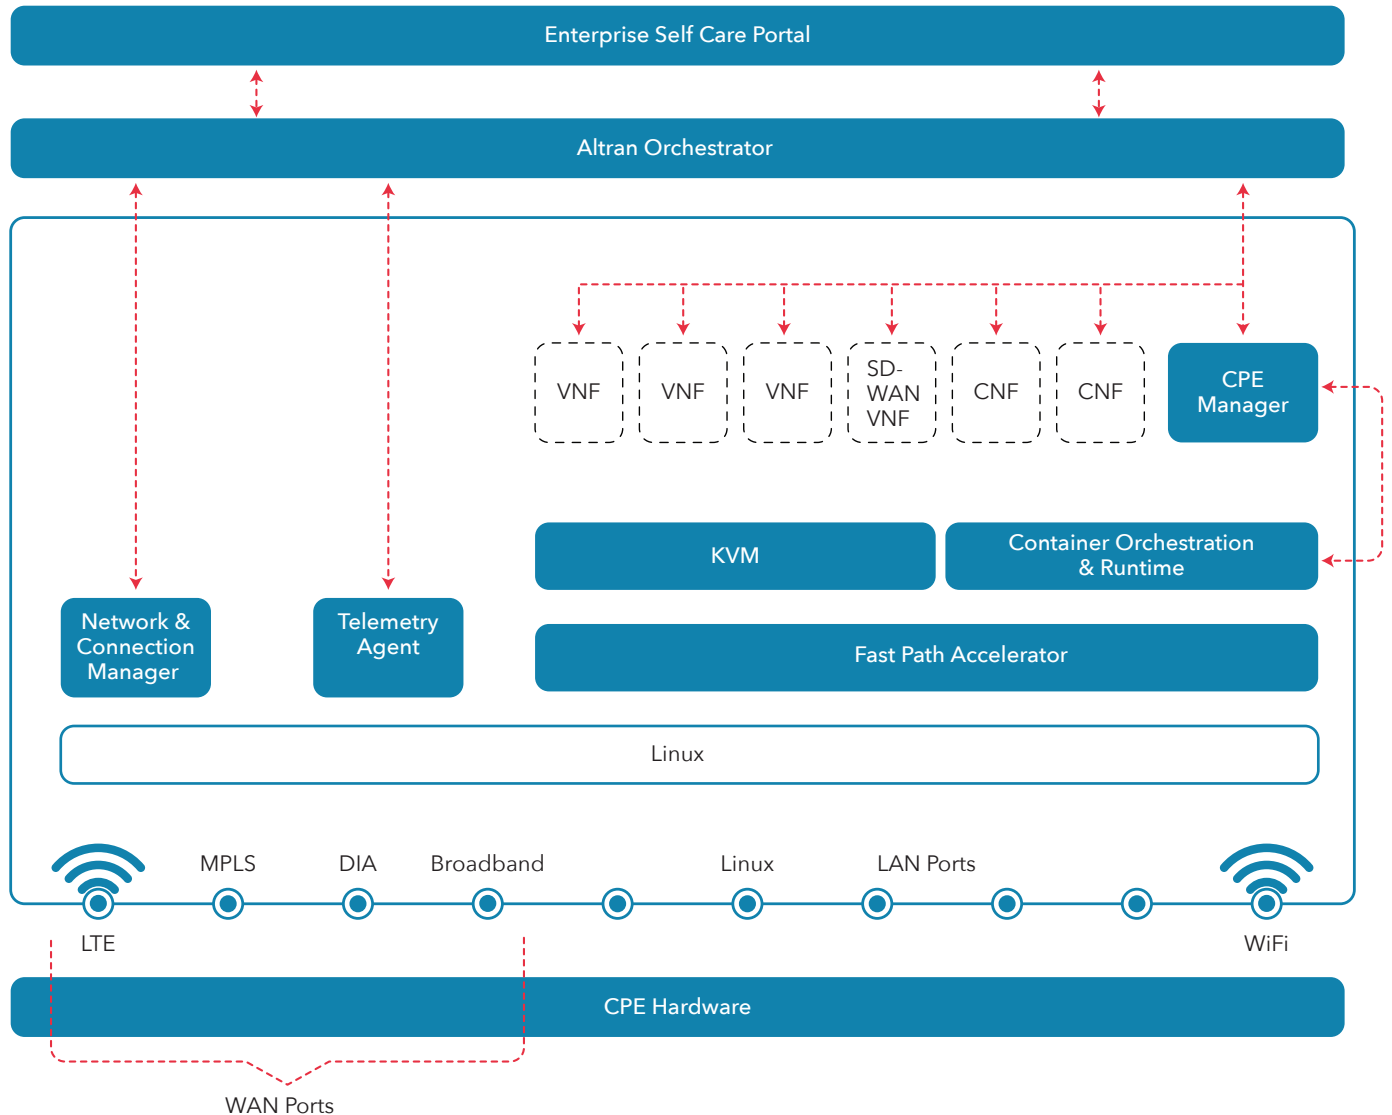 Enterprise Self Care Portal
Altran Orchestrator
VNF
VNF
VNF
SD-
WAN
VNF
CNF
CNF
CPE
Manager
KVM
Container Orchestration
& Runtime
Network &
Connection
Manager
Telemetry
Agent
Fast Path Accelerator
Linux
MPLS
DIA
Broadband
Linux
LAN Ports
LTE
WiFi
CPE Hardware
WAN Ports